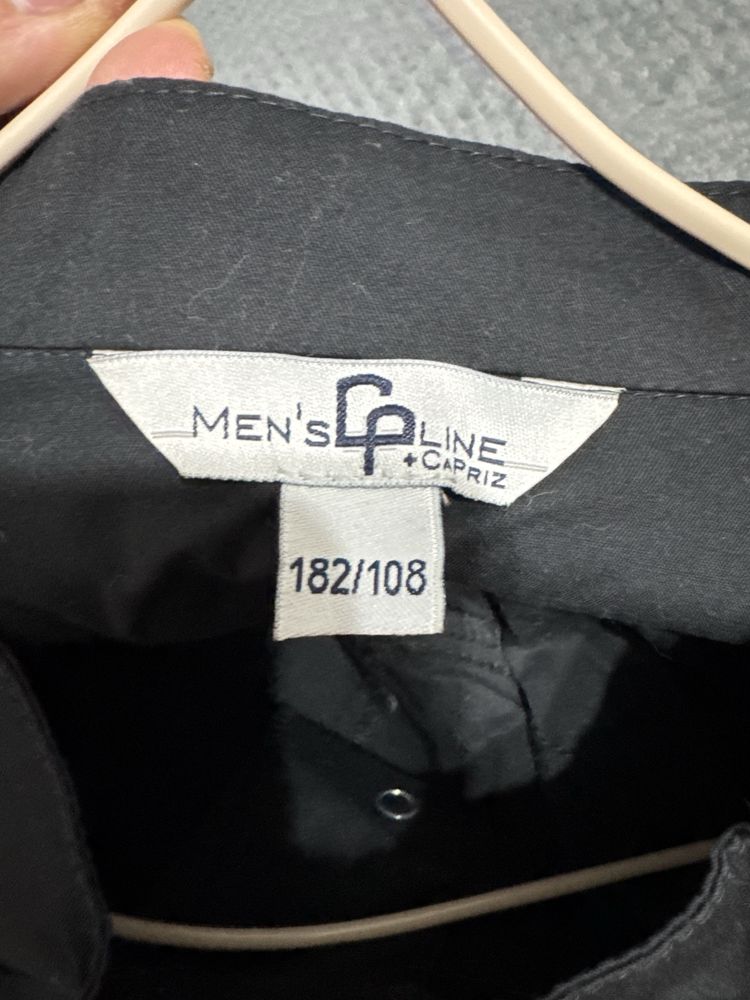 MEN'S CP LINE
+CAPRIZ
182/108